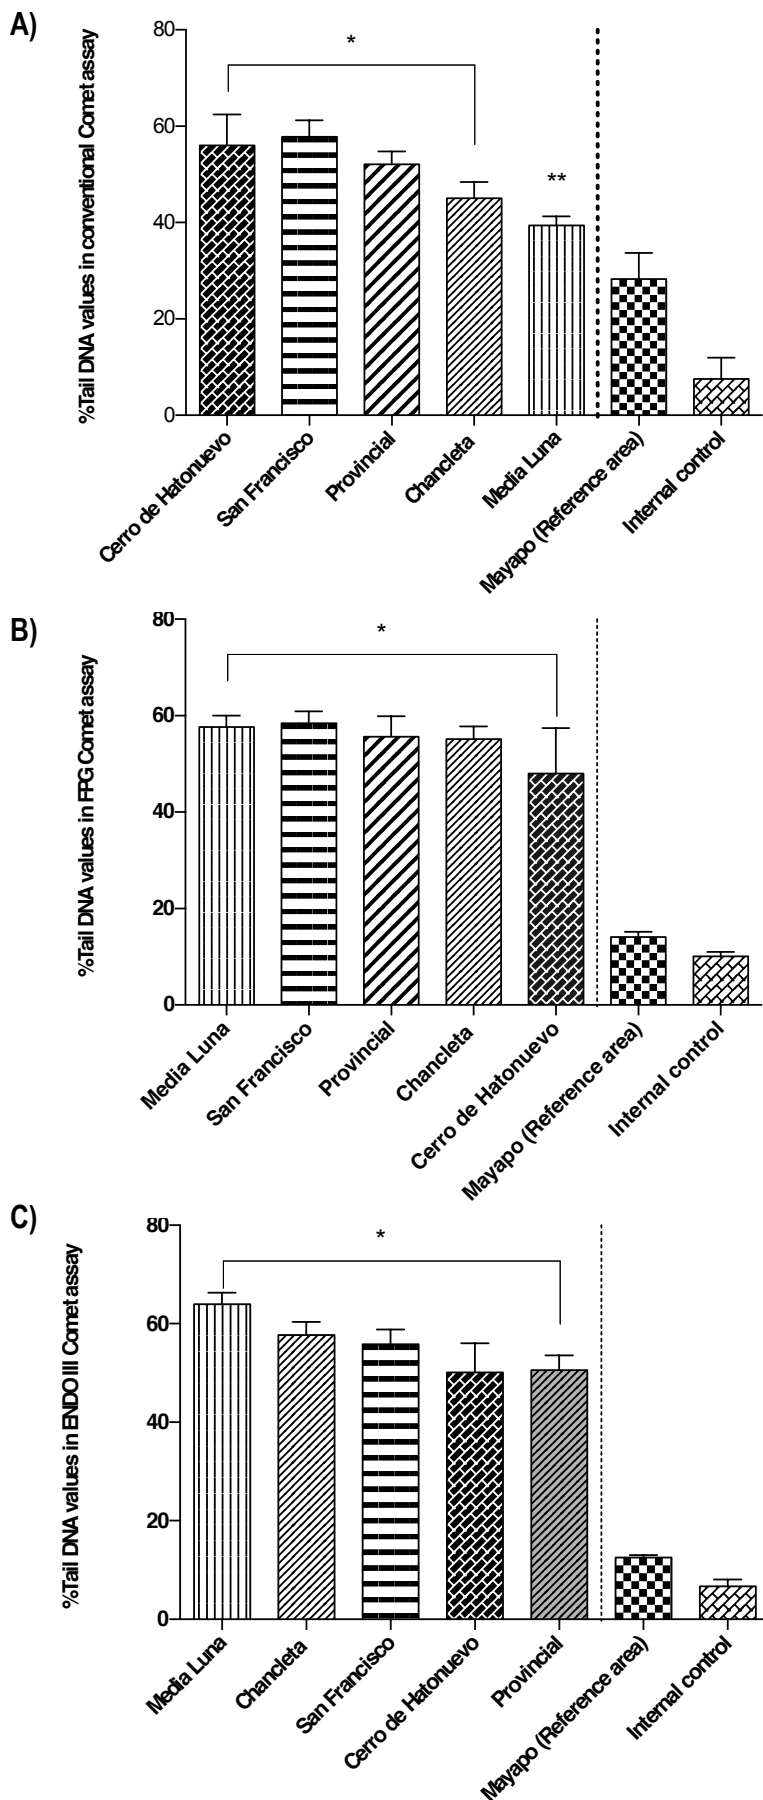 A)
%Tail DNA values in conventional Comet assay
80
60
40
20
0
*
**
Cerro de Hatonuevo
San Francisco
Provincial
Chancleta
Media Luna
Mayapo (Reference area)
Internal control
B)
%Tail DNA values in FPG Comet assay
80
60
40
20
0
*
Media Luna
San Francisco
Provincial
Chancleta
Cerro de Hatonuevo
Mayapo (Reference area)
Internal control
C)
%Tail DNA values in ENDO III Comet assay
80
60
40
20
0
*
Media Luna
Chancleta
San Francisco
Cerro de Hatonuevo
Provincial
Mayapo (Reference area)
Internal control